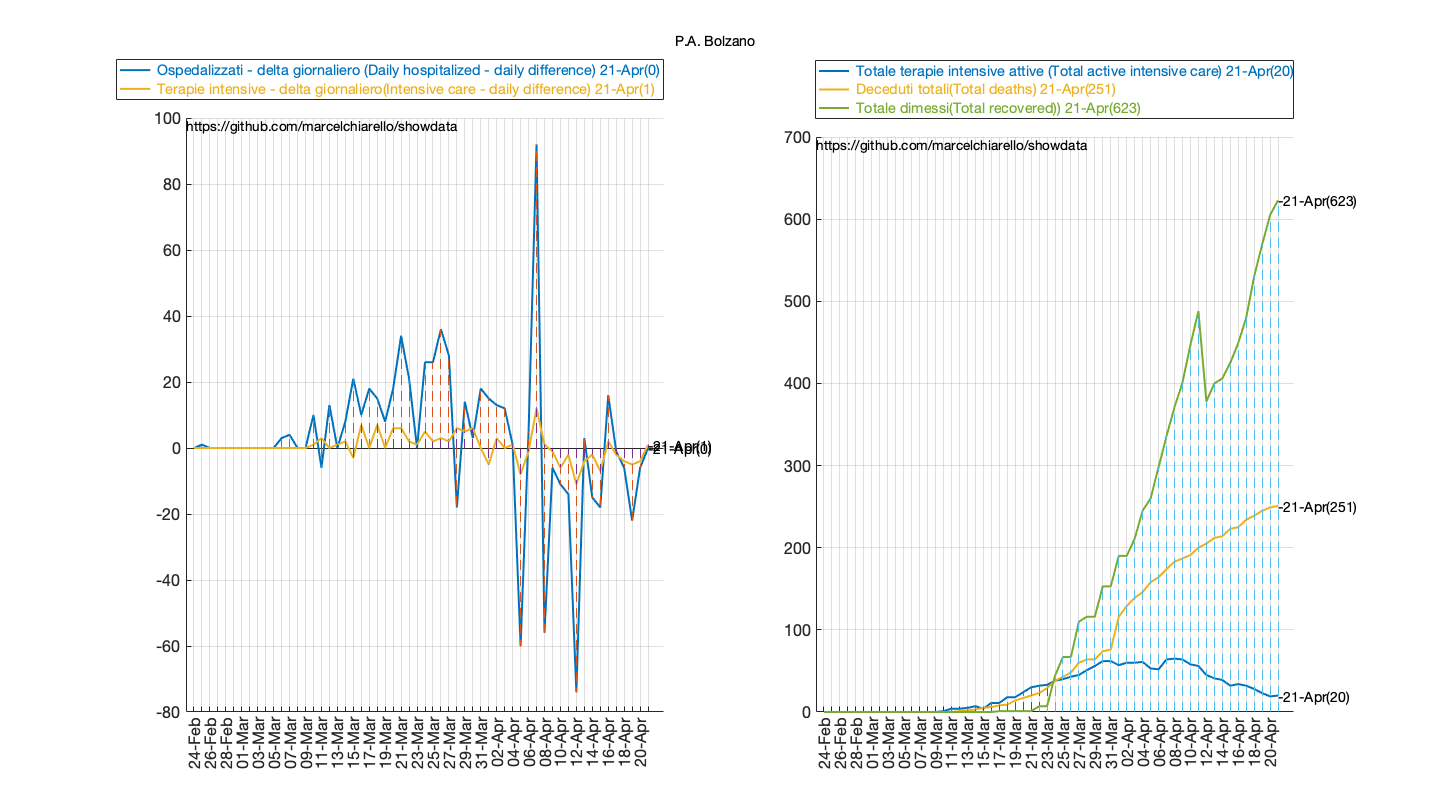 P.A. Bolzano
Ospedalizzati - delta giornaliero (Daily hospitalized - daily difference) 21-Apr(0)
Terapie intensive - delta giornaliero(Intensive care - daily difference) 21-Apr(1)
https://github.com/marcelchiarello/showdata
100
80
60
40
20
0
-20
-40
-60
-80
21-Apr(1)
21-Apr(0)
24-Feb
26-Feb
28-Feb
01-Mar
03-Mar
05-Mar
07-Mar
09-Mar
11-Mar
13-Mar
15-Mar
17-Mar
19-Mar
21-Mar
23-Mar
25-Mar
27-Mar
29-Mar
31-Mar
02-Apr
04-Apr
06-Apr
08-Apr
10-Apr
12-Apr
14-Apr
16-Apr
18-Apr
20-Apr
Totale terapie intensive attive (Total active intensive care) 21-Apr(20)
Deceduti totali(Total deaths) 21-Apr(251)
Totale dimessi(Total recovered)) 21-Apr(623)
https://github.com/marcelchiarello/showdata
700
600
500
400
300
200
100
0
21-Apr(623)
21-Apr(251)
21-Apr(20)
24-Feb
26-Feb
28-Feb
01-Mar
03-Mar
05-Mar
07-Mar
09-Mar
11-Mar
13-Mar
15-Mar
17-Mar
19-Mar
21-Mar
23-Mar
25-Mar
27-Mar
29-Mar
31-Mar
02-Apr
04-Apr
06-Apr
08-Apr
10-Apr
12-Apr
14-Apr
16-Apr
18-Apr
20-Apr